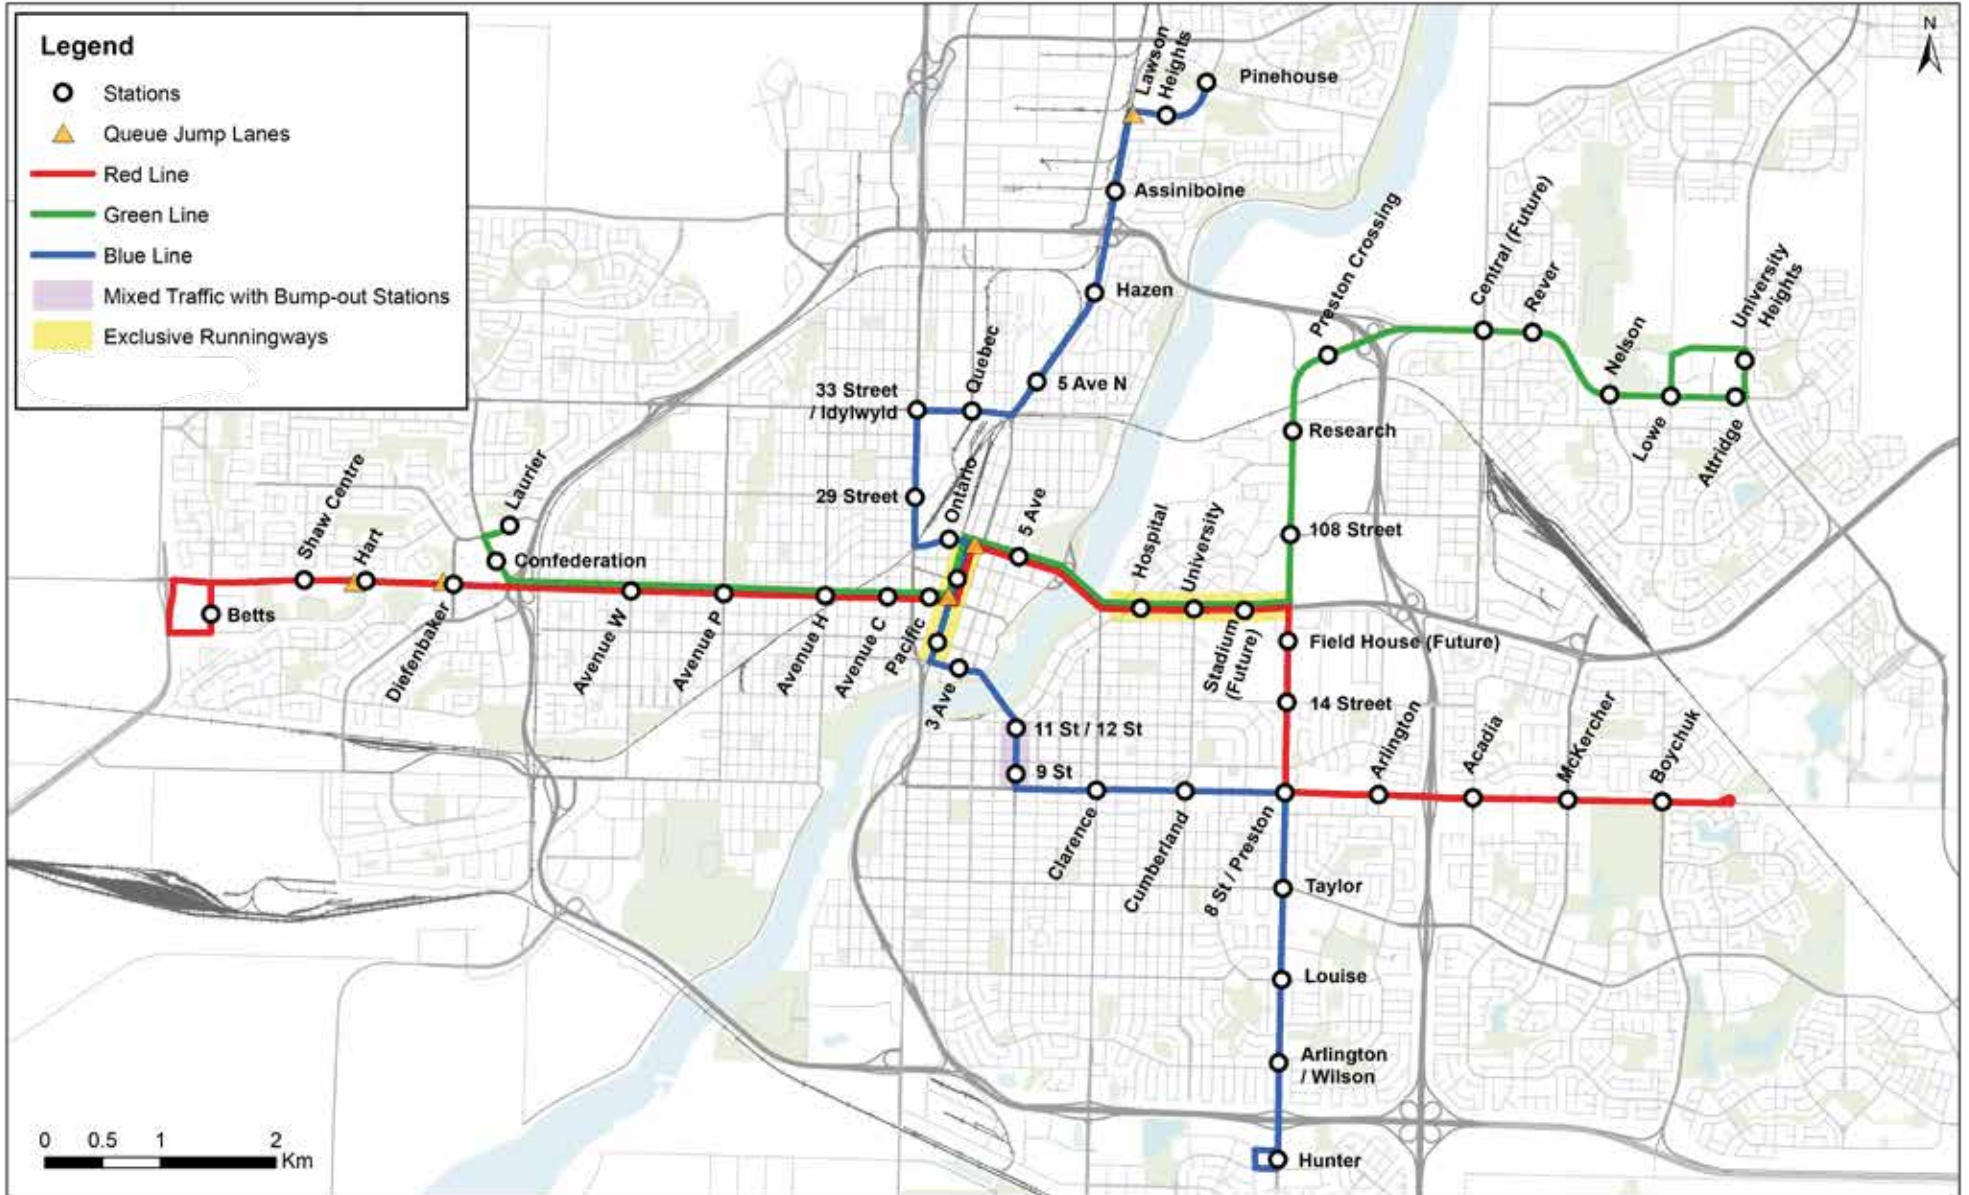 Legend
Stations
Queue Jump Lanes
Red Line
Green Line
Blue Line
Mixed Traffic with Bump-out Stations
Exclusive Runningways
N
Lawson
Heights
Pinehouse
Assiniboine
Hazen
Quebec
5 Ave N
33 Street
/ Idylwyld
29 Street
Ontario
5 Ave
Preston Crossing
Central (Future)
Rever
Nelson
University
Heights
Lowe
Attridge
Research
108 Street
Hospital
University
Stadium
(Future)
Field House (Future)
14 Street
Shaw Centre
Hart
Laurier
Confederation
Betts
Diefenbaker
Avenue W
Avenue P
Avenue H
Avenue C
Pacific
3 Ave
11 St / 12 St
9 St
Clarence
Cumberland
8 St / Preston
Arlington
Acadia
McKercher
Boychuk
Taylor
Louise
Arlington
/ Wilson
Hunter
0 0.5 1 2
Km